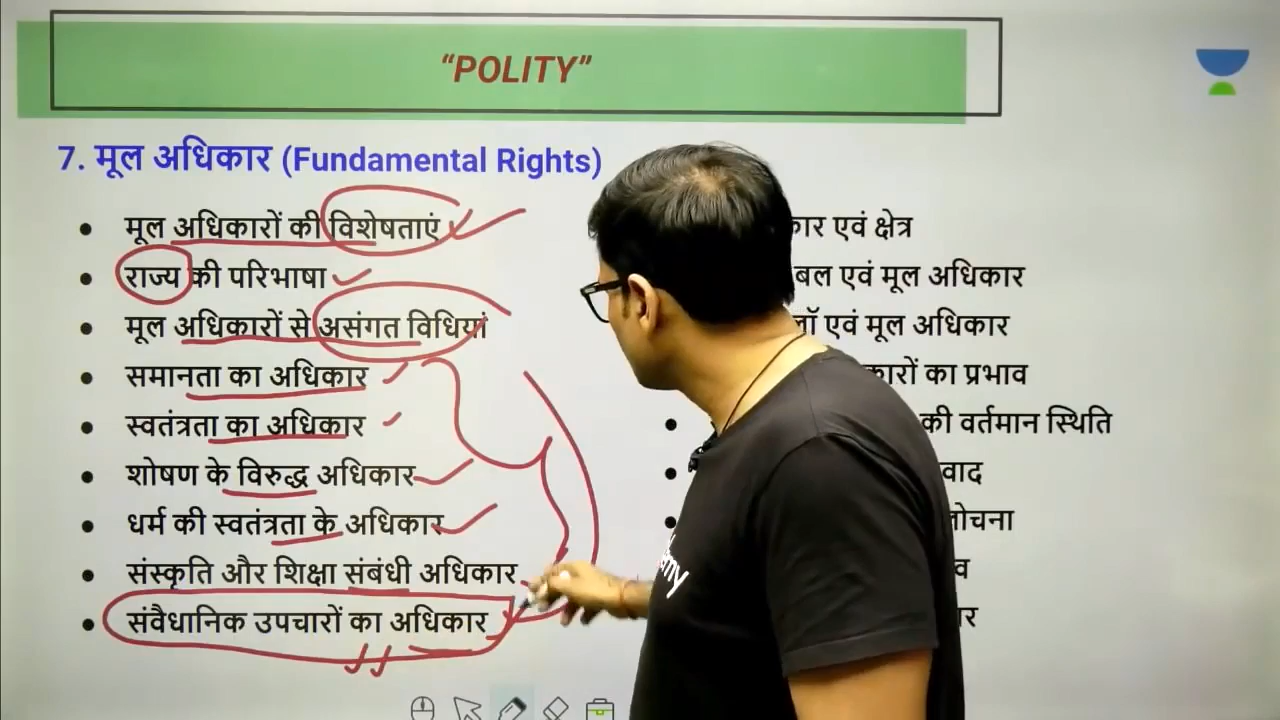 “POLITY”
7. मूल अधिकार (Fundamental Rights)
मूल अधिकारों की विशेषताएं
राज्य की परिभाषा
मूल अधिकारों से असंगत विधियां
समानता का अधिकार
स्वतंत्रता का अधिकार
शोषण के विरुद्ध अधिकार
धर्म की स्वतंत्रता के अधिकार
संस्कृति और शिक्षा संबंधी अधिकार
संवैधानिक उपचारों का अधिकार
एवं क्षेत्र
बल एवं मूल अधिकार
लॉ एवं मूल अधिकार
का प्रभाव
की वर्तमान स्थिति